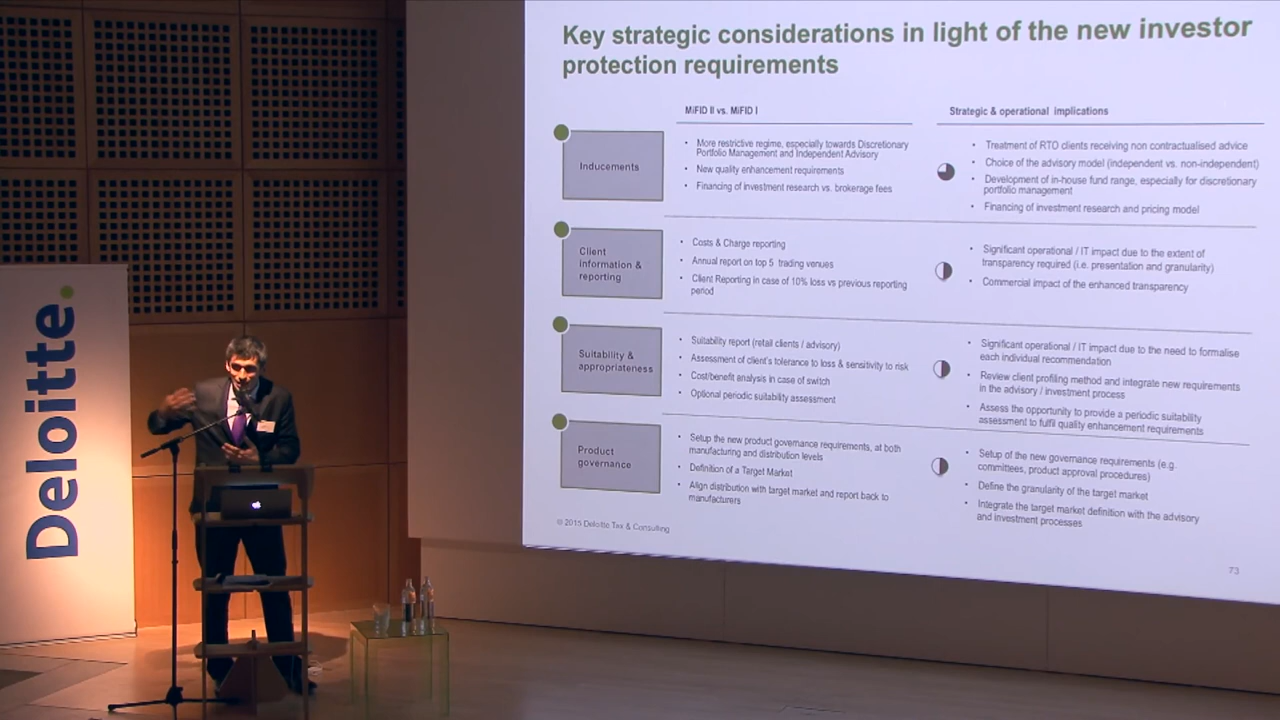 Key strategic considerations in light of the new investor
protection requirements
MiFID II vs. MiFID I
Strategic & operational implications
Inducements
• More restrictive regime, especially towards Discretionary
Portfolio Management and Independent Advisory
• New quality enhancement requirements
• Financing of investment research vs. brokerage fees
• Treatment of RTO clients receiving non contractualised advice
• Choice of the advisory model (independent vs. non-independent)
• Development of in-house fund range, especially for discretionary
portfolio management
• Financing of investment research and pricing model
Client
information &
reporting
• Costs & Charge reporting
• Annual report on top 5 trading venues
• Client Reporting in case of 10% loss vs previous reporting
period
• Significant operational / IT impact due to the extent of
transparency required (i.e. presentation and granularity)
• Commercial impact of the enhanced transparency
Suitability &
appropriateness
• Suitability report (retail clients / advisory)
• Assessment of client's tolerance to loss & sensitivity to risk
• Cost/benefit analysis in case of switch
• Optional periodic suitability assessment
• Significant operational / IT impact due to the need to formalise
each individual recommendation
• Review client profiling method and integrate new requirements
in the advisory / investment process
• Assess the opportunity to provide a periodic suitability
assessment to fulfil quality enhancement requirements
Product
governance
• Setup the new product governance requirements, at both
manufacturing and distribution levels
• Definition of a Target Market
• Align distribution with target market and report back to
manufacturers
• Setup of the new governance requirements (e.g.
committees, product approval procedures)
• Define the granularity of the target market
• Integrate the target market definition with the advisory
and investment processes
© 2015 Deloitte Tax & Consulting
73
Deloitte.